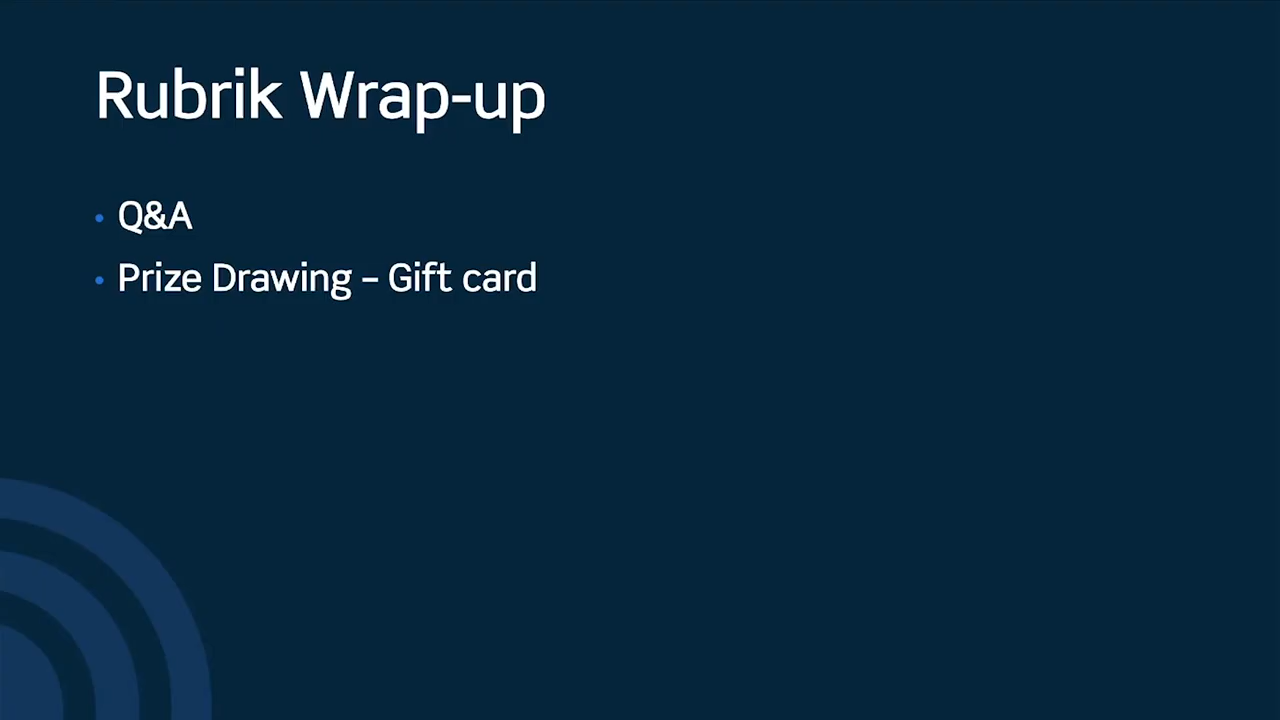 Rubrik Wrap-up
• Q&A
• Prize Drawing – Gift card